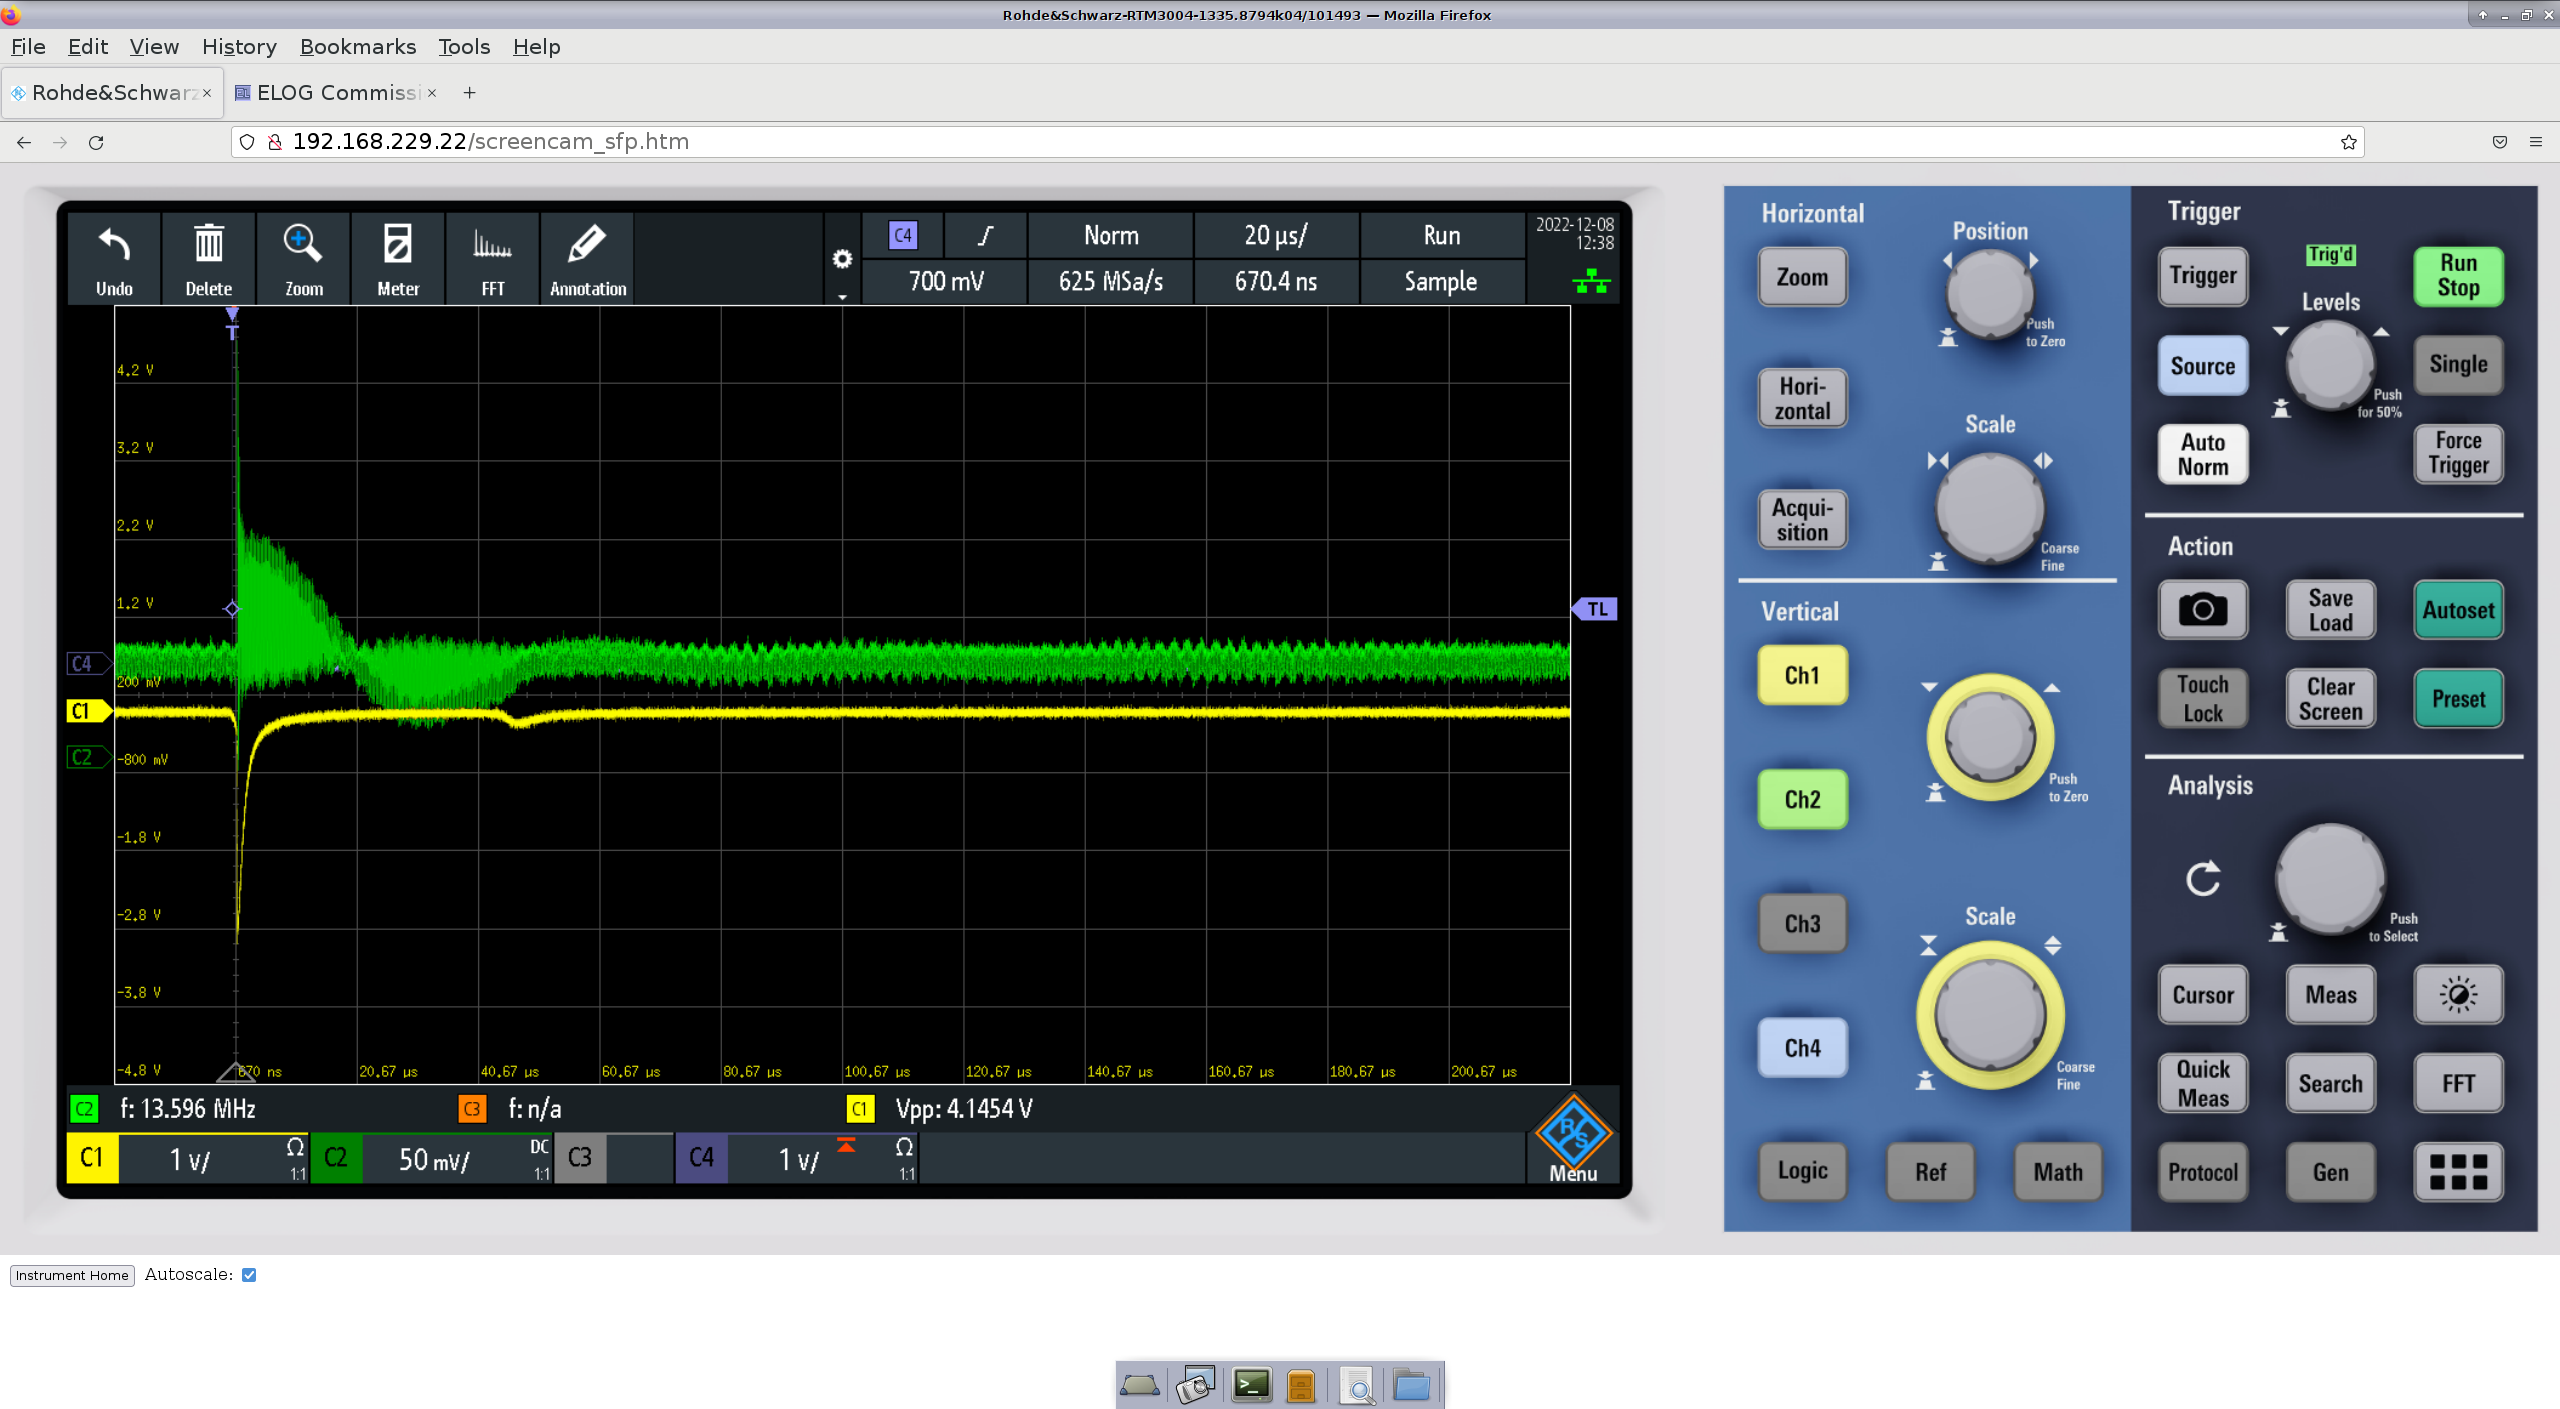 Rohde&Schwarz-RTM3004-1335.8794k04/101493 — Mozilla Firefox
File Edit View History Bookmarks Tools Help
Rohde&Schwarz × ELOG Commissi × +
192.168.229.22/screencam_sfp.htm
Undo Delete Zoom Meter FFT Annotation
C4 Norm 20 µs/ Run
700 mV 625 MSa/s 670.4 ns Sample
2022-12-08
12:38
T
4.2 V
3.2 V
2.2 V
1.2 V
TL
C4
200 mV
C1
C2
-800 mV
-1.8 V
-2.8 V
-3.8 V
-4.8 V
670 ns 20.67 µs 40.67 µs 60.67 µs 80.67 µs 100.67 µs 120.67 µs 140.67 µs 160.67 µs 180.67 µs 200.67 µs
C2 f: 13.596 MHz C3 f: n/a C1 Vpp: 4.1454 V
C1 1 V/ Ω 1:1 C2 50 mV/ DC 1:1 C3 C4 1 V/ Ω 1:1
R S
Menu
Horizontal
Position
Zoom
Push
to Zero
Hori-
zontal
Scale
Acqui-
sition
Coarse
Fine
Vertical
Ch1
Ch2
Push
to Zero
Ch3
Scale
Ch4
Coarse
Fine
Logic Ref Math
Trigger
Trig'd
Trigger
Run
Stop
Levels
Source
Single
Push
for 50%
Auto
Norm
Force
Trigger
Action
Save
Load
Autoset
Touch
Lock
Clear
Screen
Preset
Analysis
Push
to Select
Cursor Meas
Quick
Meas
Search FFT
Protocol Gen
Instrument Home Autoscale: